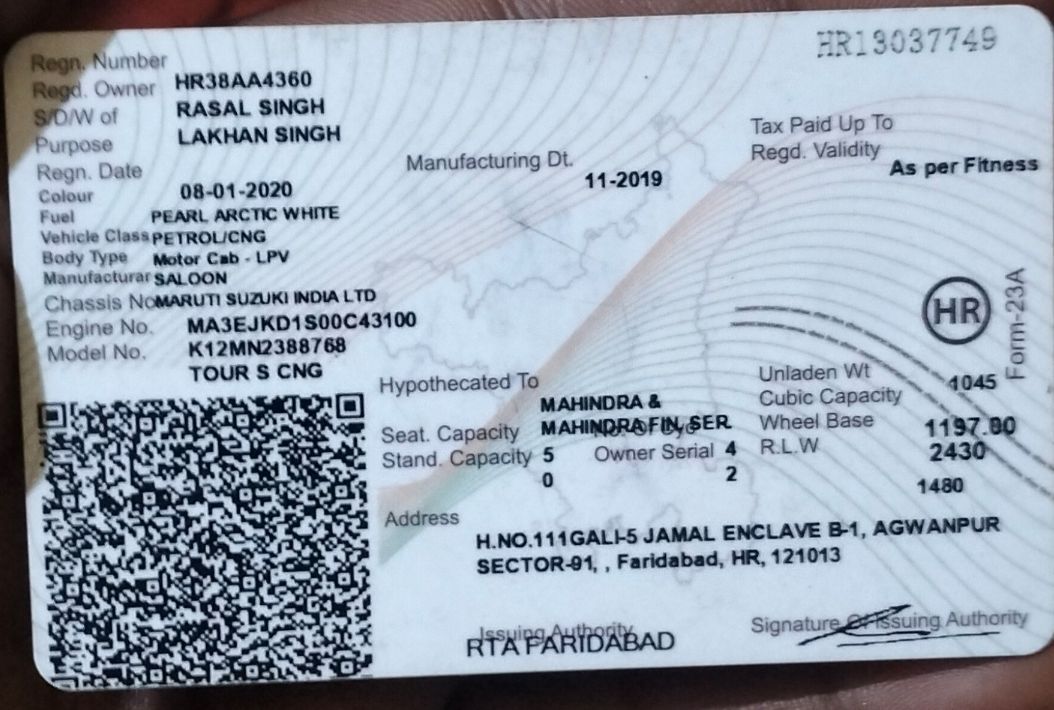 HR13037749
Regn. Number
HR38AA4360
Regd. Owner
RASAL SINGH
S/D/W of
LAKHAN SINGH
Purpose
Regn. Date
08-01-2020
Manufacturing Dt.
11-2019
Tax Paid Up To
Regd. Validity
As per Fitness
Colour
PEARL ARCTIC WHITE
Fuel
PETROL/CNG
Vehicle Class
Motor Cab - LPV
Body Type
SALOON
Manufacturar
MARUTI SUZUKI INDIA LTD
Chassis No
MA3EJKD1S00C43100
Engine No.
K12MN2388768
Model No.
TOUR S CNG
HR
Form-23A
Hypothecated To
MAHINDRA &
MAHINDRA FIN. SER
Seat. Capacity 5
Stand. Capacity 0
4
Owner Serial 2
Unladen Wt 1045
Cubic Capacity 1197.00
Wheel Base 2430
R.L.W 1480
Address
H.NO.111GALI-5 JAMAL ENCLAVE B-1, AGWANPUR
SECTOR-91, , Faridabad, HR, 121013
Issuing Authority
RTA FARIDABAD
Signature Of Issuing Authority